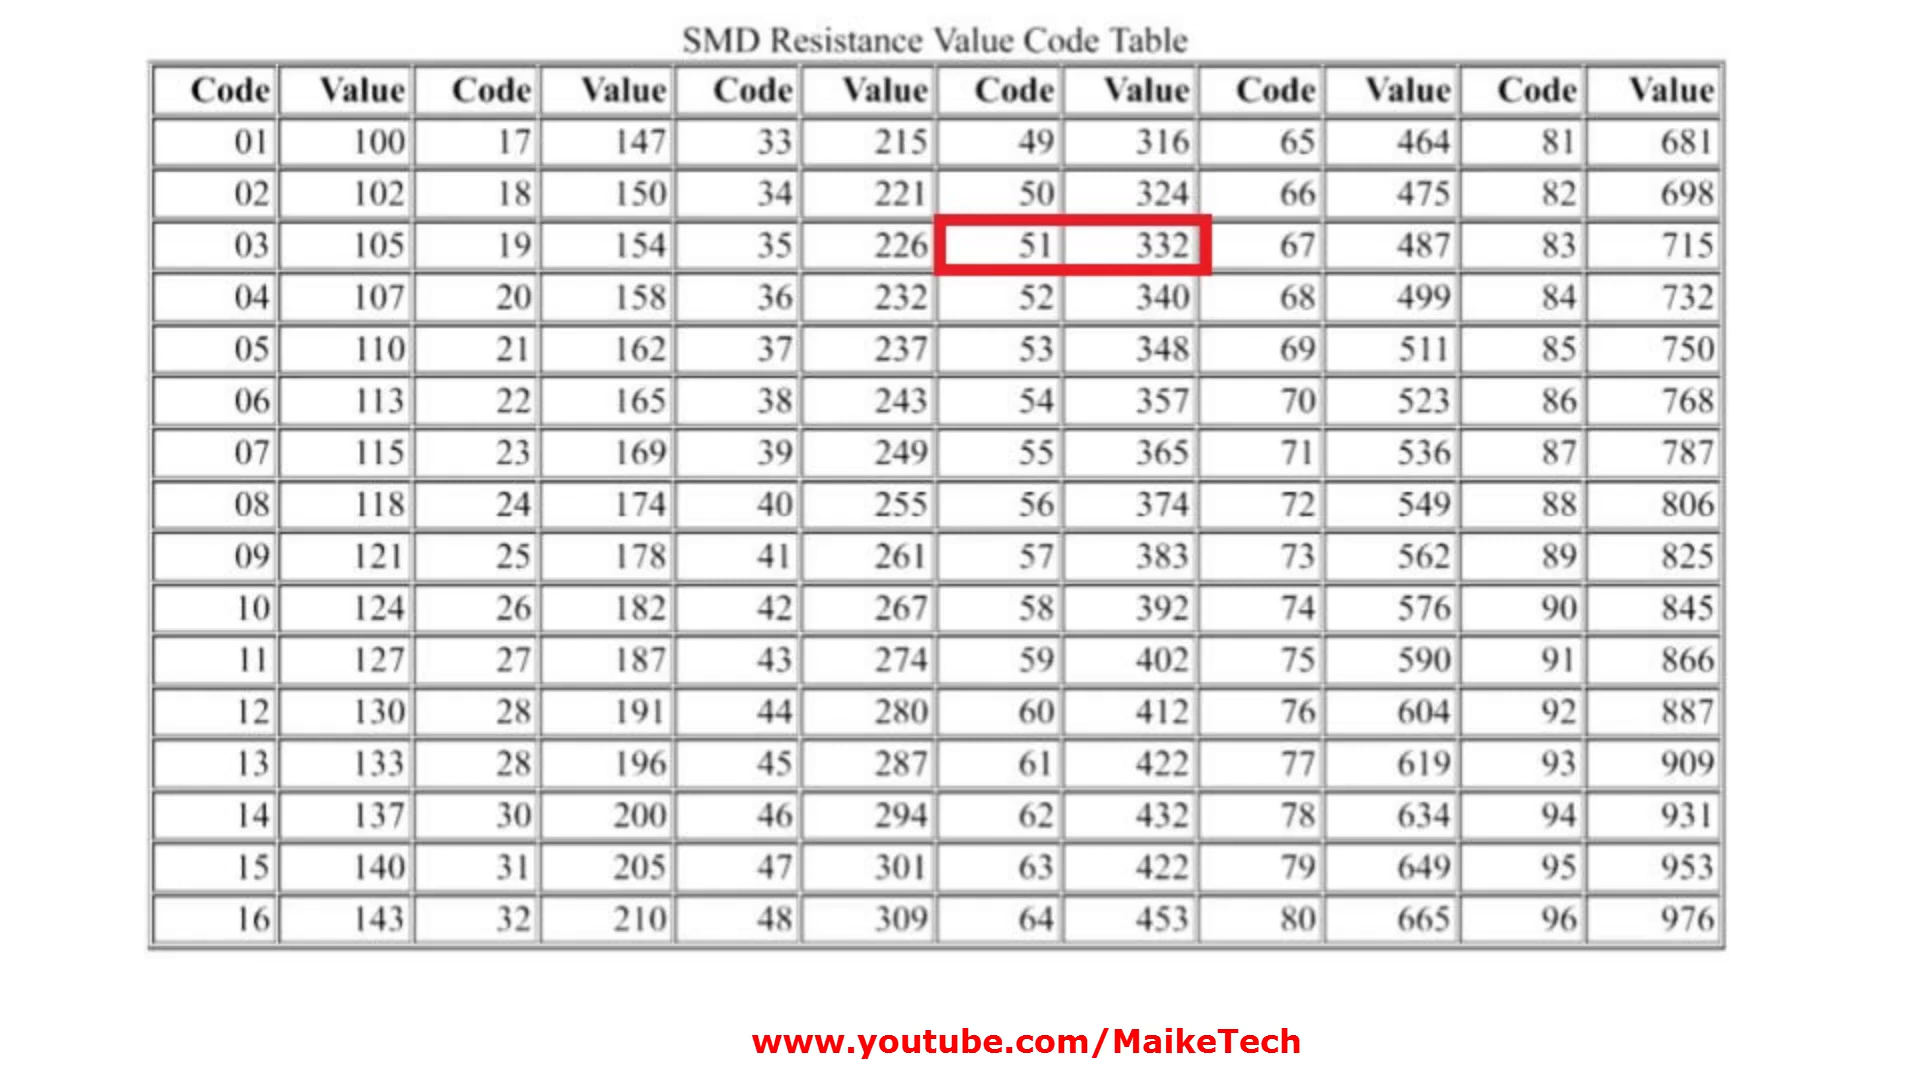 SMD Resistance Value Code Table
Code Value Code Value Code Value Code Value Code Value Code Value
01 100 17 147 33 215 49 316 65 464 81 681
02 102 18 150 34 221 50 324 66 475 82 698
03 105 19 154 35 226 51 332 67 487 83 715
04 107 20 158 36 232 52 340 68 499 84 732
05 110 21 162 37 237 53 348 69 511 85 750
06 113 22 165 38 243 54 357 70 523 86 768
07 115 23 169 39 249 55 365 71 536 87 787
08 118 24 174 40 255 56 374 72 549 88 806
09 121 25 178 41 261 57 383 73 562 89 825
10 124 26 182 42 267 58 392 74 576 90 845
11 127 27 187 43 274 59 402 75 590 91 866
12 130 28 191 44 280 60 412 76 604 92 887
13 133 28 196 45 287 61 422 77 619 93 909
14 137 30 200 46 294 62 432 78 634 94 931
15 140 31 205 47 301 63 422 79 649 95 953
16 143 32 210 48 309 64 453 80 665 96 976
www.youtube.com/MaikeTech